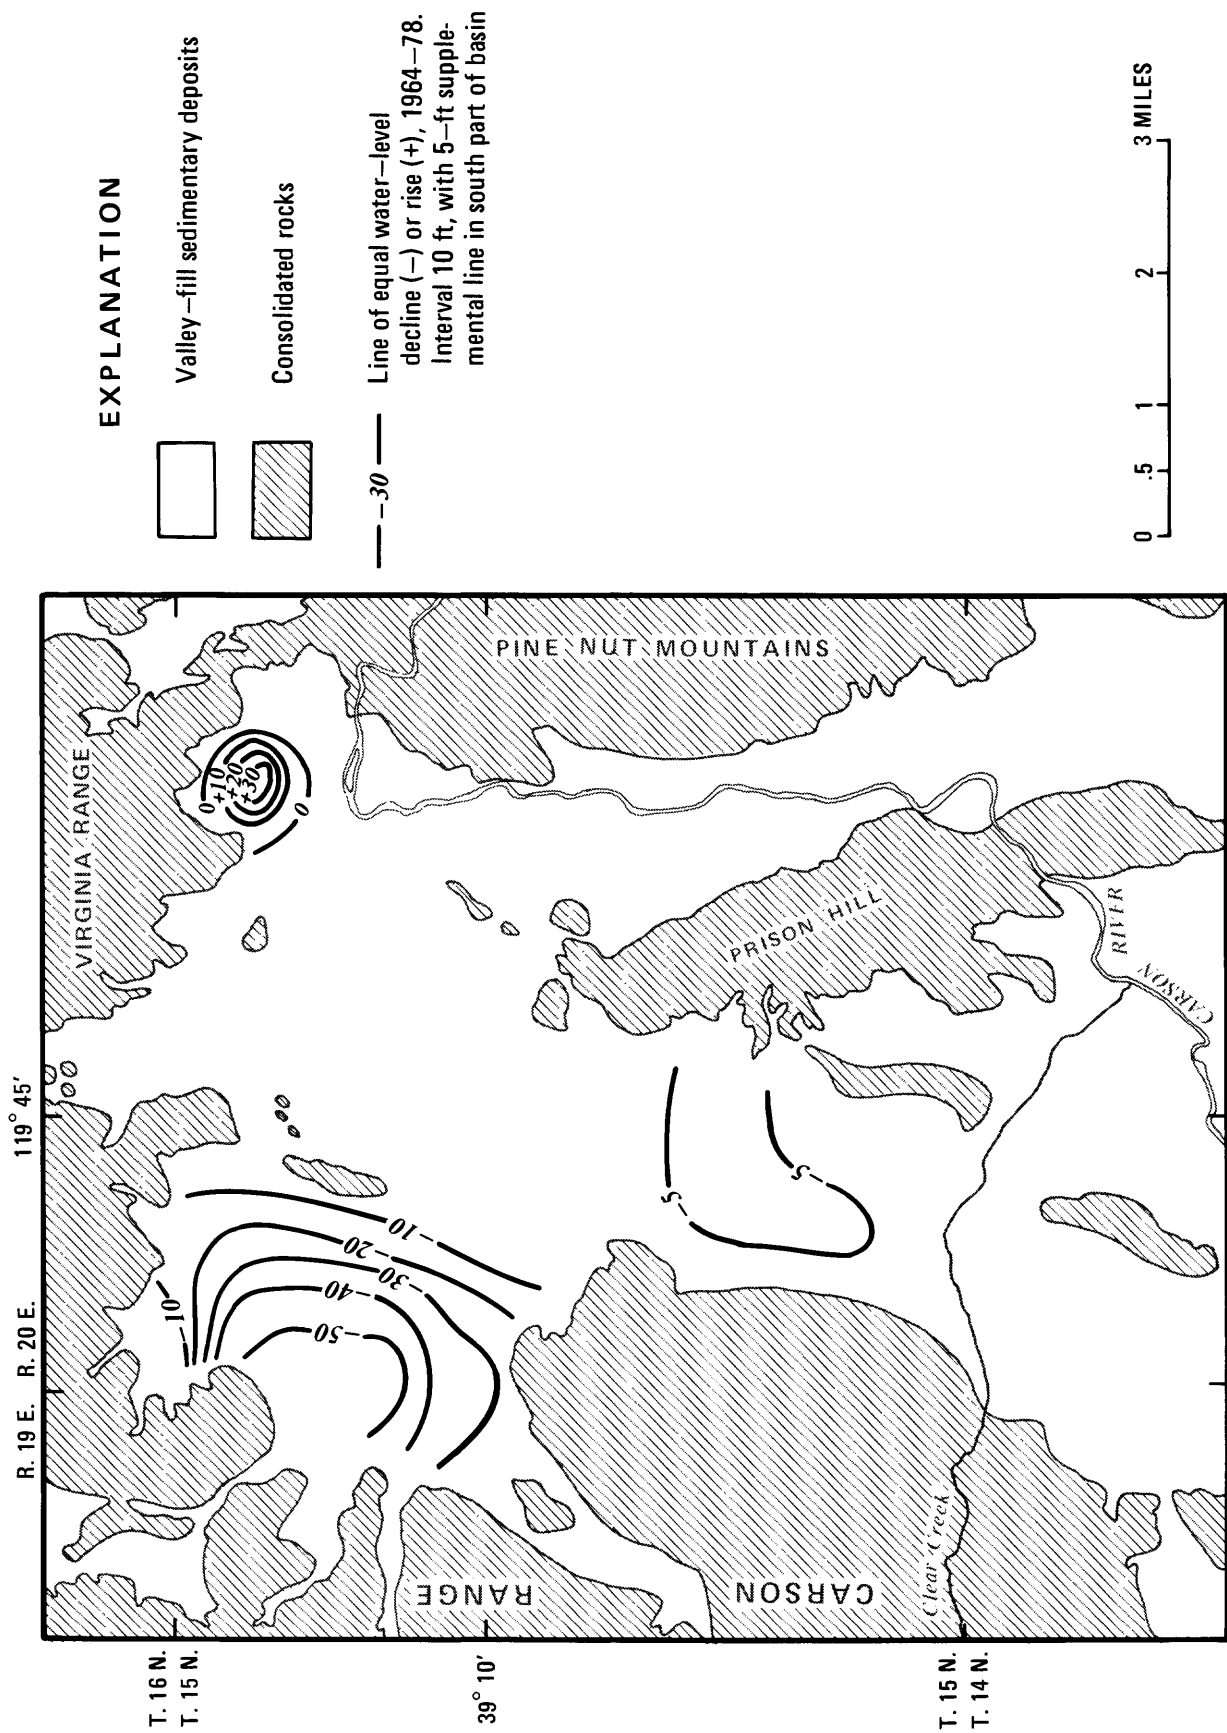 EXPLANATION
Valley–fill sedimentary deposits
Consolidated rocks
—–30—
Line of equal water–level
decline (–) or rise (+), 1964–78.
Interval 10 ft, with 5–ft supple-
mental line in south part of basin
0 .5 1 2 3 MILES
R. 19 E. R. 20 E.
119° 45′
T. 16 N.
T. 15 N.
39° 10′
T. 15 N.
T. 14 N.
VIRGINIA RANGE
PINE NUT MOUNTAINS
PRISON HILL
CARSON
RIVER
CARSON
RANGE
Clear Creek
0
+10
+20
+30
0
–10
–10
–20
–30
–40
–50
–5
–5